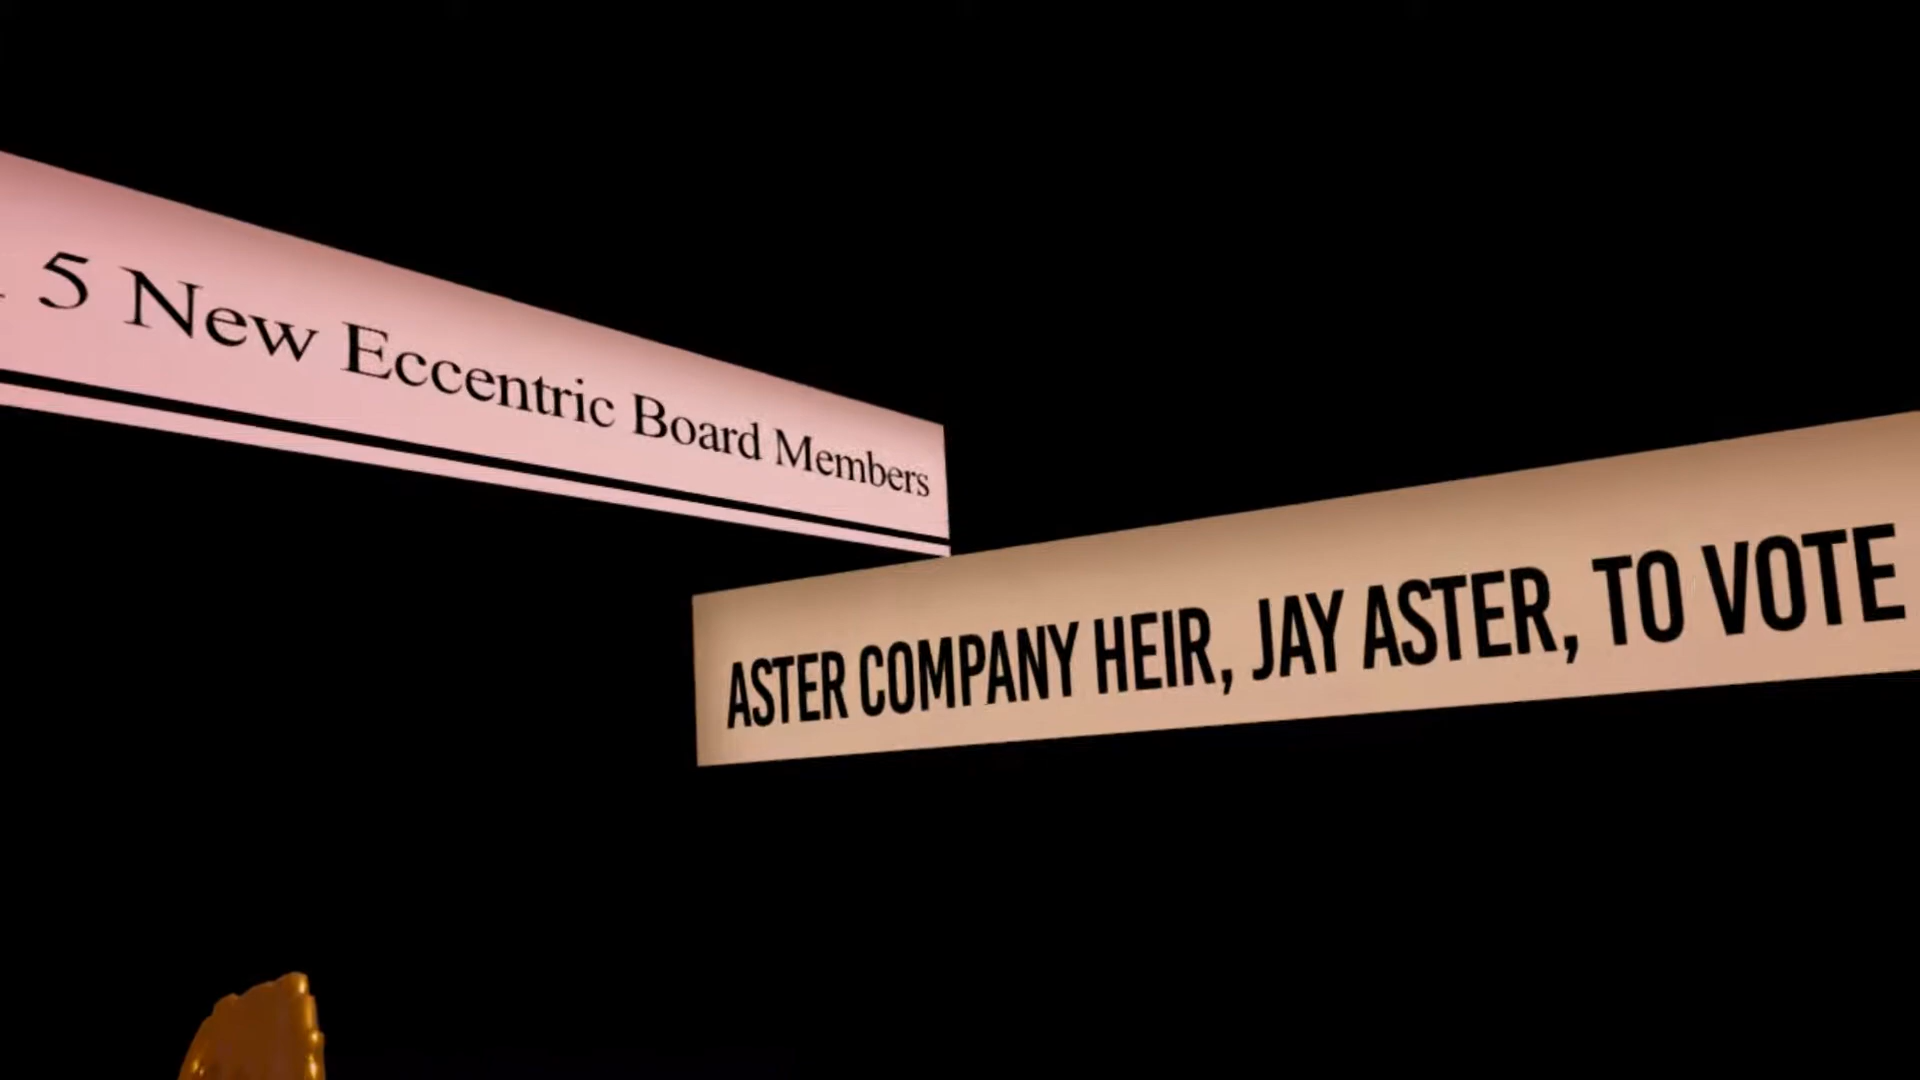 5 New Eccentric Board Members
ASTER COMPANY HEIR, JAY ASTER, TO VOTE